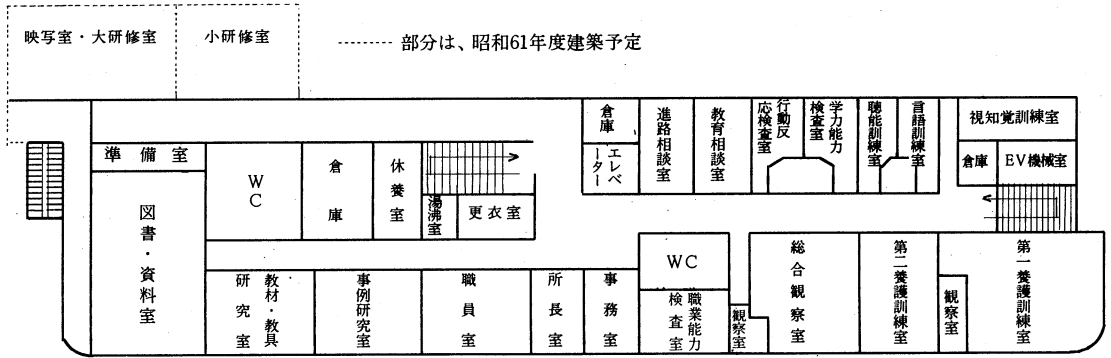 映写室・大研修室
小研修室
部分は、昭和61年度建築予定
倉庫
エレベーター
進路相談室
教育相談室
行動反応検査室
学力能力検査室
聴能訓練室
言語訓練室
視知覚訓練室
倉庫
EV機械室
準備室
図書・資料室
WC
倉庫
休養室
湯沸室
更衣室
教材・教具研究室
事例研究室
職員室
所長室
事務室
WC
職業能力検査室
観察室
総合観察室
第二養護訓練室
観察室
第一養護訓練室